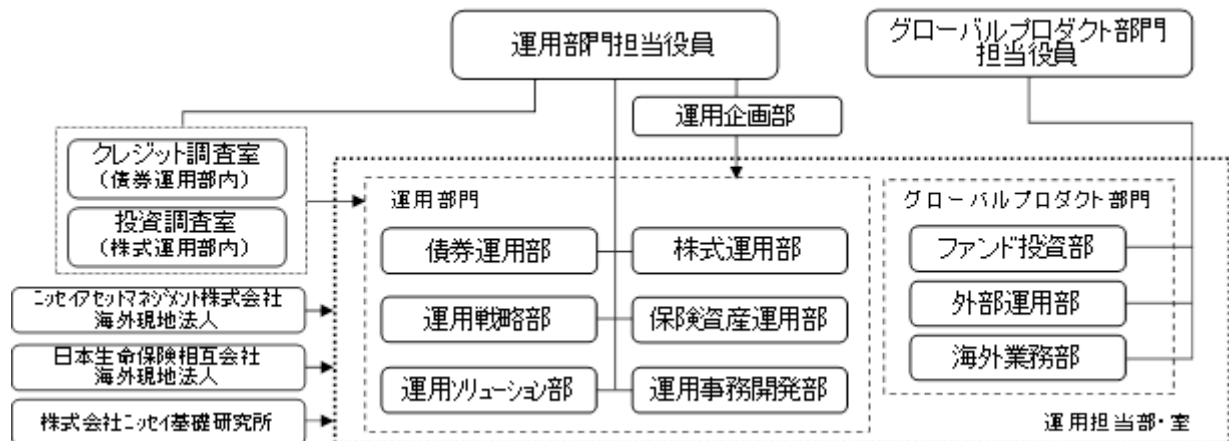 運用部門担当役員
グローバルプロダクト部門
担当役員
運用企画部
クレジット調査室
(債券運用部内)
投資調査室
(株式運用部内)
運用部門
グローバルプロダクト部門
債券運用部
株式運用部
ファンド投資部
ニッセイアセットマネジメント株式会社
海外現地法人
運用戦略部
保険資産運用部
外部運用部
日本生命保険相互会社
海外現地法人
海外業務部
運用ソリューション部
運用事務開発部
株式会社ニッセイ基礎研究所
運用担当部・室